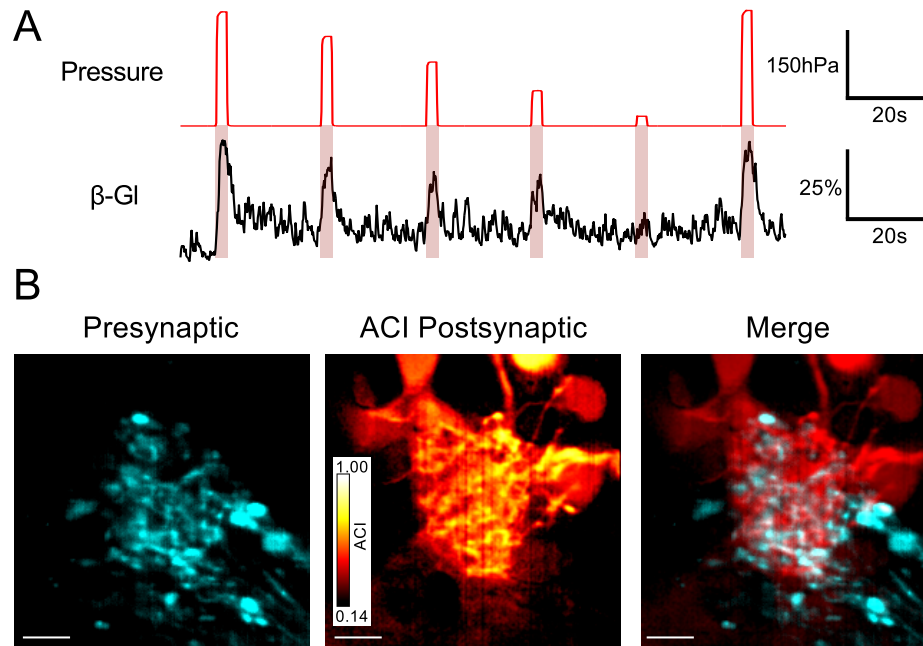 A
Pressure
150hPa
20s
β-Gl
25%
20s
B
Presynaptic
ACI Postsynaptic
Merge
1.00
ACI
0.14